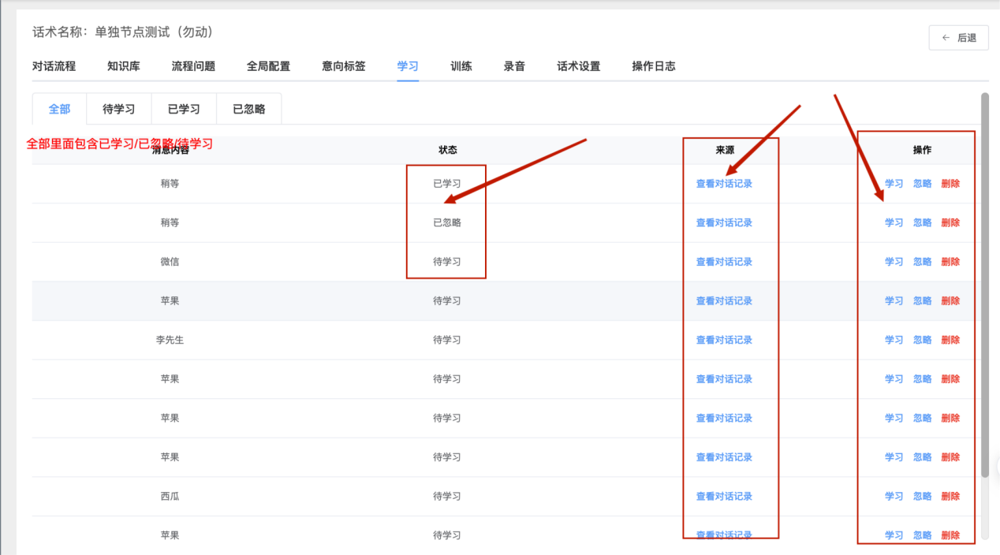 话术名称：单独节点测试（勿动）
← 后退
对话流程 知识库 流程问题 全局配置 意向标签 学习 训练 录音 话术设置 操作日志
全部 待学习 已学习 已忽略
全部里面包含已学习/已忽略/待学习
消息内容 状态 来源 操作
稍等 已学习 查看对话记录 学习 忽略 删除
稍等 已忽略 查看对话记录 学习 忽略 删除
微信 待学习 查看对话记录 学习 忽略 删除
苹果 待学习 查看对话记录 学习 忽略 删除
李先生 待学习 查看对话记录 学习 忽略 删除
苹果 待学习 查看对话记录 学习 忽略 删除
苹果 待学习 查看对话记录 学习 忽略 删除
苹果 待学习 查看对话记录 学习 忽略 删除
西瓜 待学习 查看对话记录 学习 忽略 删除
苹果 待学习 查看对话记录 学习 忽略 删除